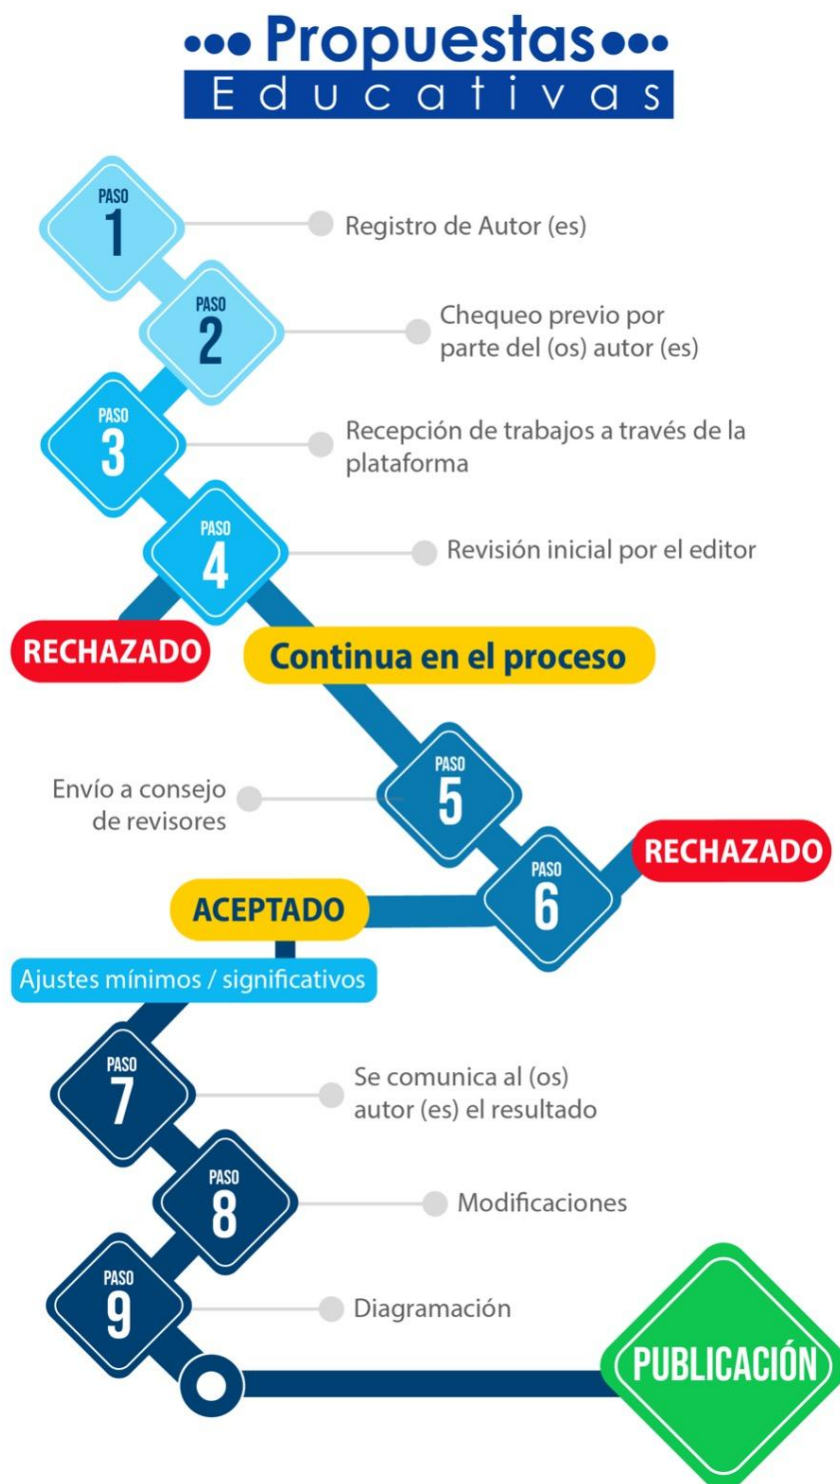 Propuestas
Educativas
PASO
1
Registro de Autor (es)
PASO
2
Chequeo previo por
parte del (os) autor (es)
PASO
3
Recepción de trabajos a través de la
plataforma
PASO
4
Revisión inicial por el editor
RECHAZADO
Continua en el proceso
PASO
5
Envío a consejo
de revisores
PASO
6
RECHAZADO
ACEPTADO
Ajustes mínimos / significativos
PASO
7
Se comunica al (os)
autor (es) el resultado
PASO
8
Modificaciones
PASO
9
Diagramación
PUBLICACIÓN